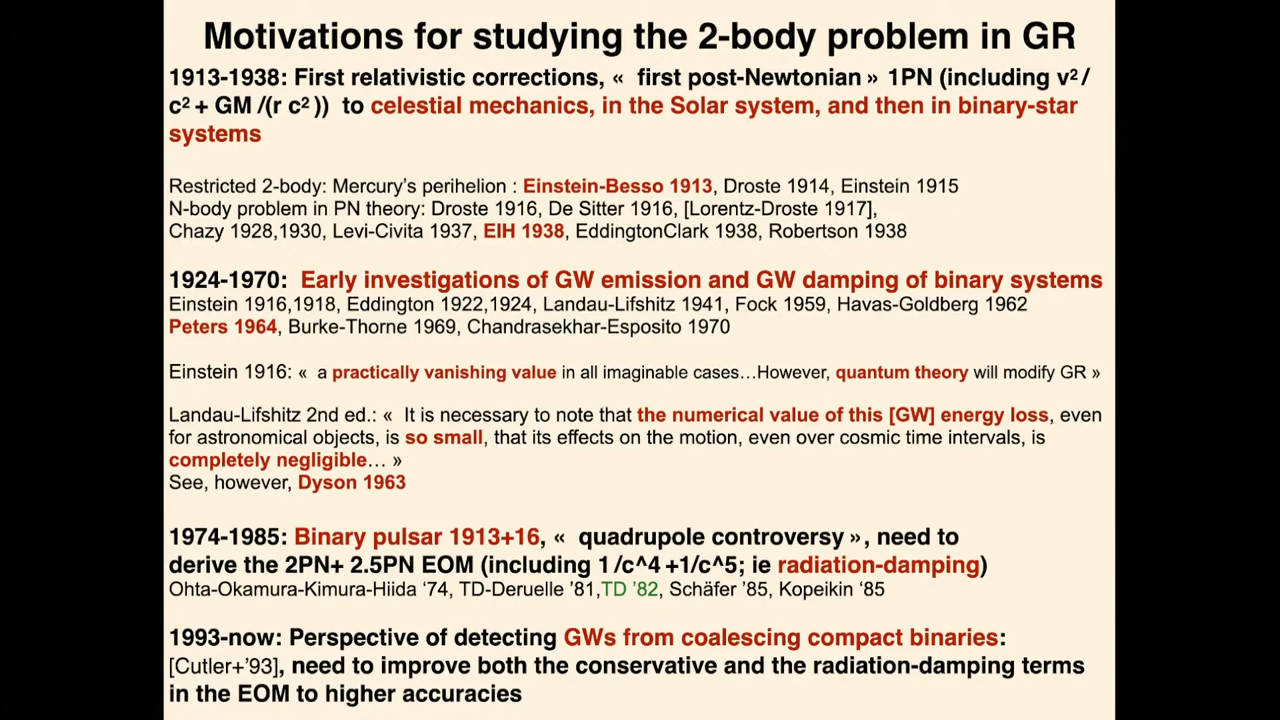 Motivations for studying the 2-body problem in GR
1913-1938: First relativistic corrections, «  first post-Newtonian » 1PN (including v²/
c² + GM /(r c² ))  to celestial mechanics, in the Solar system, and then in binary-star
systems
Restricted 2-body: Mercury’s perihelion : Einstein-Besso 1913, Droste 1914, Einstein 1915
N-body problem in PN theory: Droste 1916, De Sitter 1916, [Lorentz-Droste 1917],
Chazy 1928,1930, Levi-Civita 1937, EIH 1938, EddingtonClark 1938, Robertson 1938
1924-1970:  Early investigations of GW emission and GW damping of binary systems
Einstein 1916,1918, Eddington 1922,1924, Landau-Lifshitz 1941, Fock 1959, Havas-Goldberg 1962
Peters 1964, Burke-Thorne 1969, Chandrasekhar-Esposito 1970
Einstein 1916: «  a practically vanishing value in all imaginable cases…However, quantum theory will modify GR »
Landau-Lifshitz 2nd ed.: «  It is necessary to note that the numerical value of this [GW] energy loss, even
for astronomical objects, is so small, that its effects on the motion, even over cosmic time intervals, is
completely negligible… »
See, however, Dyson 1963
1974-1985: Binary pulsar 1913+16, «  quadrupole controversy », need to
derive the 2PN+ 2.5PN EOM (including 1/c^4 +1/c^5; ie radiation-damping)
Ohta-Okamura-Kimura-Hiida ‘74, TD-Deruelle ’81,TD ’82, Schäfer ’85, Kopeikin ’85
1993-now: Perspective of detecting GWs from coalescing compact binaries:
[Cutler+’93], need to improve both the conservative and the radiation-damping terms
in the EOM to higher accuracies